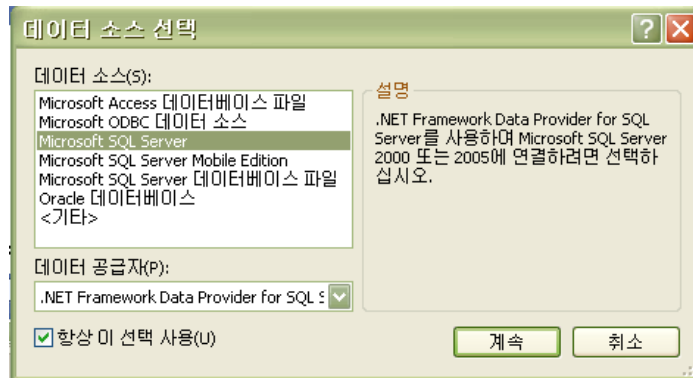 데이터 소스 선택
데이터 소스(S):
Microsoft Access 데이터베이스 파일
Microsoft ODBC 데이터 소스
Microsoft SQL Server
Microsoft SQL Server Mobile Edition
Microsoft SQL Server 데이터베이스 파일
Oracle 데이터베이스
<기타>
설명
.NET Framework Data Provider for SQL
Server를 사용하여 Microsoft SQL Server
2000 또는 2005에 연결하려면 선택하
십시오.
데이터 공급자(P):
.NET Framework Data Provider for SQL S
항상 이 선택 사용(U)
계속
취소